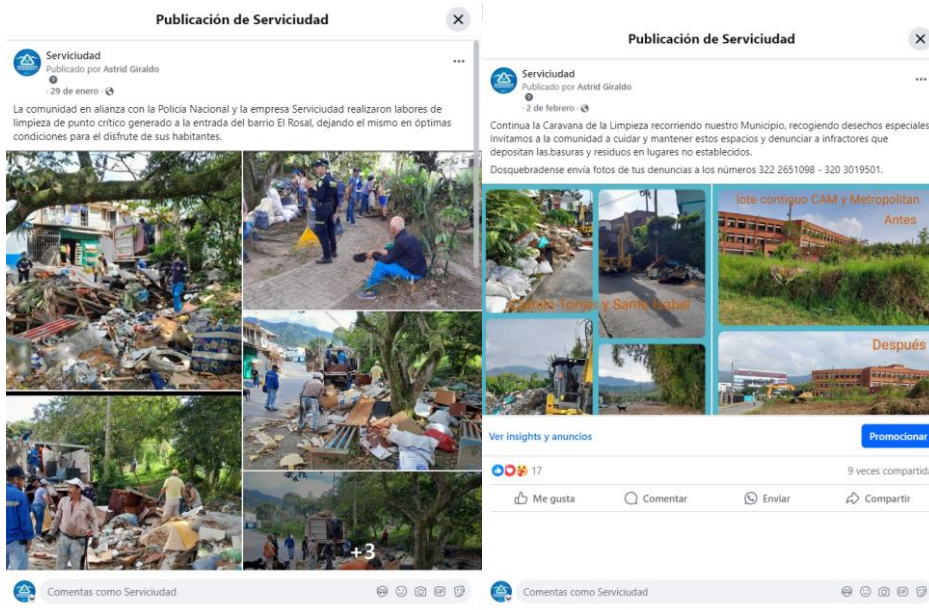 Publicación de Serviciudad
Serviciudad
Publicado por Astrid Giraldo
· 29 de enero ·
La comunidad en alianza con la Policía Nacional y la empresa Serviciudad realizaron labores de
limpieza de punto crítico generado a la entrada del barrio El Rosal, dejando el mismo en óptimas
condiciones para el disfrute de sus habitantes.
+3
Comentas como Serviciudad
Publicación de Serviciudad
Serviciudad
Publicado por Astrid Giraldo
· 2 de febrero ·
Continua la Caravana de la Limpieza recorriendo nuestro Municipio, recogiendo desechos especiales
Invitamos a la comunidad a cuidar y mantener estos espacios y denunciar a infractores que
depositan las.basuras y residuos en lugares no establecidos.
Dosquebradense envía fotos de tus denuncias a los números 322 2651098 - 320 3019501.
lote contiguo CAM y Metropolitan
Antes
Torres y Santa Isabel
Después
Ver insights y anuncios
Promocionar
17
9 veces compartida
Me gusta
Comentar
Enviar
Compartir
Comentas como Serviciudad